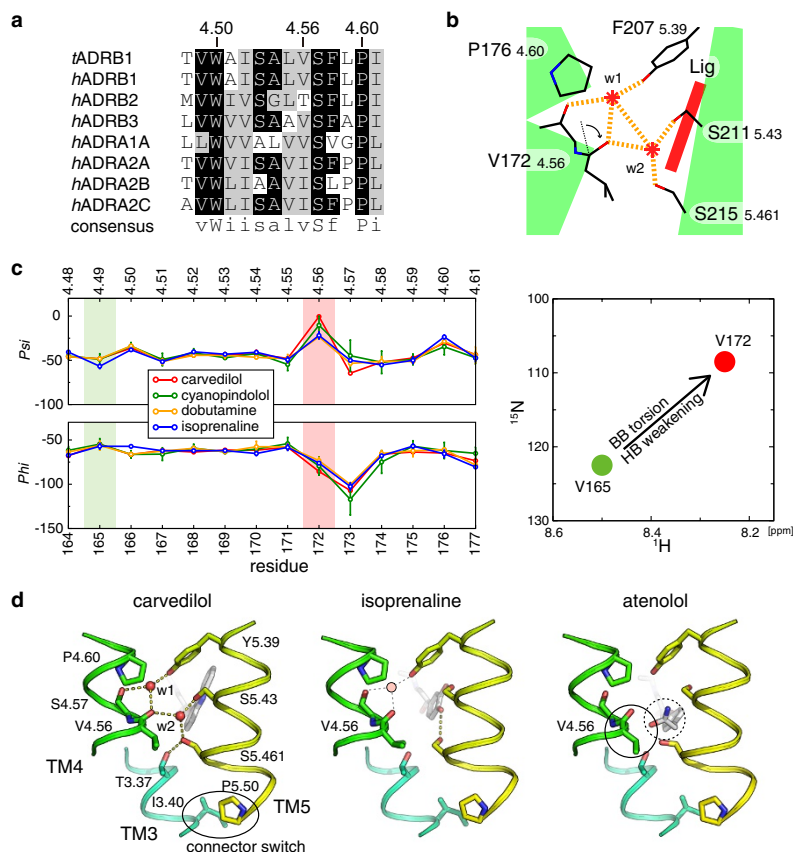 a
4.50 4.56 4.60
tADRB1 TVWAISALVSFLPI
hADRB1 TVWAISALVSFLPI
hADRB2 MVWIVSGLTSFLPI
hADRB3 LVWVVSAAVSFAPI
hADRA1A LLWVVALVVSVGPL
hADRA2A TVWVISAVISFPPL
hADRA2B TVWLIAAVISLPPL
hADRA2C AVWLISAVISFPPL
consensus vWiisalvSf Pi
b
F207 5.39
P176 4.60
w1
Lig
S211 5.43
V172 4.56
w2
S215 5.461
c
4.48 4.49 4.50 4.51 4.52 4.53 4.54 4.55 4.56 4.57 4.58 4.59 4.60 4.61
Psi
0
-50
-100
carvedilol
cyanopindolol
dobutamine
isoprenaline
Phi
-50
-100
-150
164 165 166 167 168 169 170 171 172 173 174 175 176 177
residue
100
110
120
130
15N
V172
BB torsion
HB weakening
V165
8.6 8.4 8.2
[ppm]
1H
d
carvedilol isoprenaline atenolol
Y5.39
P4.60
w1
S4.57
S5.43
V4.56
w2
S5.461
TM4
T3.37
P5.50
I3.40
TM5
TM3
connector switch
V4.56
V4.56